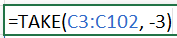 =TAKE(C3:C102, -3)